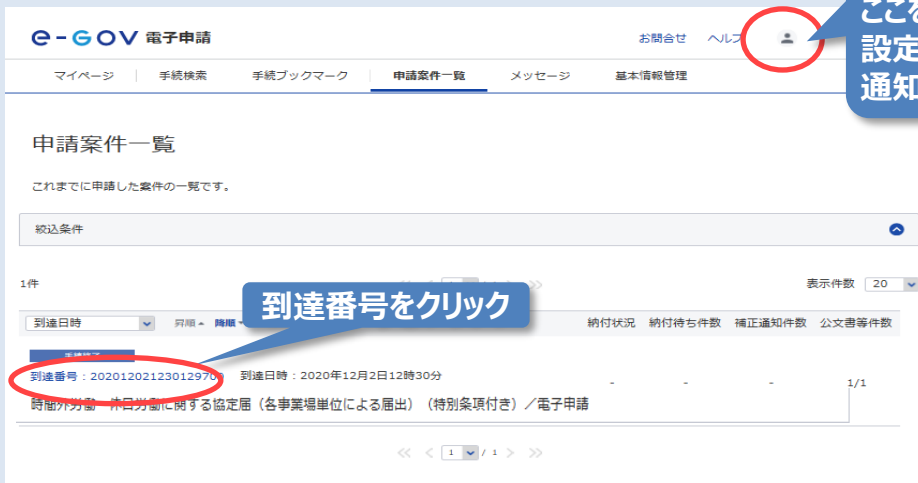 e-GOV 電子申請
お問合せ ヘルプ
ここを
設定
通知
マイページ 手続検索 手続ブックマーク 申請案件一覧 メッセージ 基本情報管理
申請案件一覧
これまでに申請した案件の一覧です。
絞込条件
1件
表示件数 20
到達番号をクリック
到達日時 昇順 降順 納付状況 納付待ち件数 補正通知件数 公文書等件数
手続終了
到達番号：202012021230129700 到達日時：2020年12月2日12時30分
- - - 1/1
時間外労働・休日労働に関する協定届（各事業場単位による届出）（特別条項付き）／電子申請
<< < 1 / 1 > >>